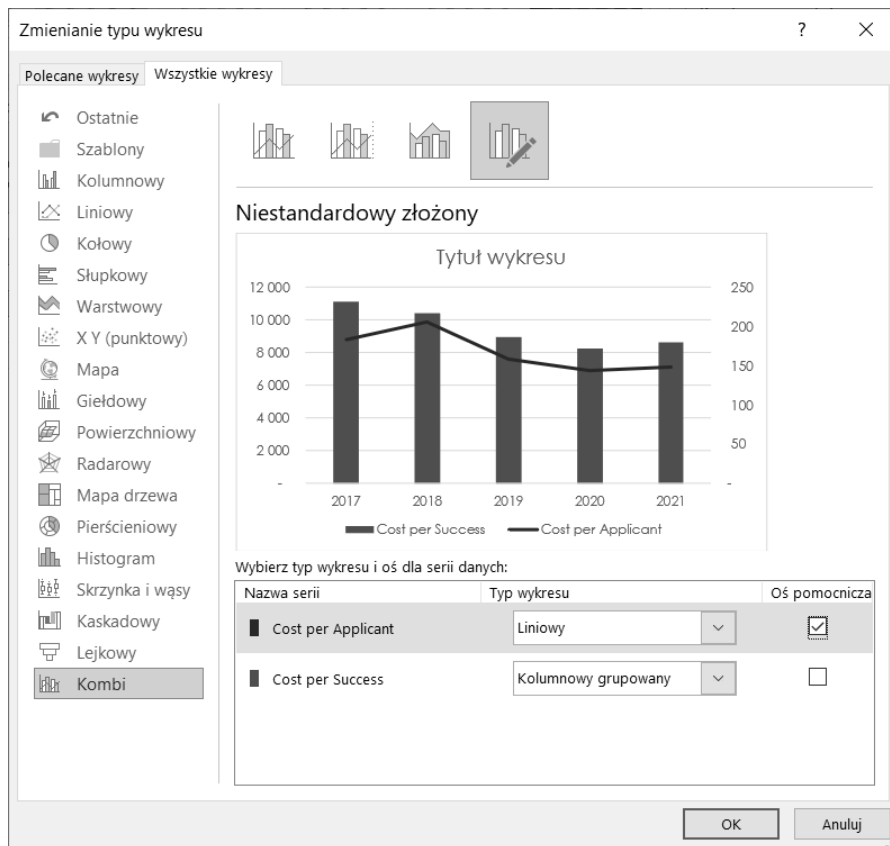 Zmienianie typu wykresu
?
Polecane wykresy
Wszystkie wykresy
Ostatnie
Szablony
Kolumnowy
Liniowy
Kołowy
Słupkowy
Warstwowy
X Y (punktowy)
Mapa
Giełdowy
Powierzchniowy
Radarowy
Mapa drzewa
Pierścieniowy
Histogram
Skrzynka i wąsy
Kaskadowy
Lejkowy
Kombi
Niestandardowy złożony
Tytuł wykresu
12 000 250
10 000 200
8 000 150
6 000
4 000 100
2 000 50
- -
2017 2018 2019 2020 2021
Cost per Success Cost per Applicant
Wybierz typ wykresu i oś dla serii danych:
Nazwa serii Typ wykresu Oś pomocnicza
Cost per Applicant Liniowy
Cost per Success Kolumnowy grupowany
OK Anuluj